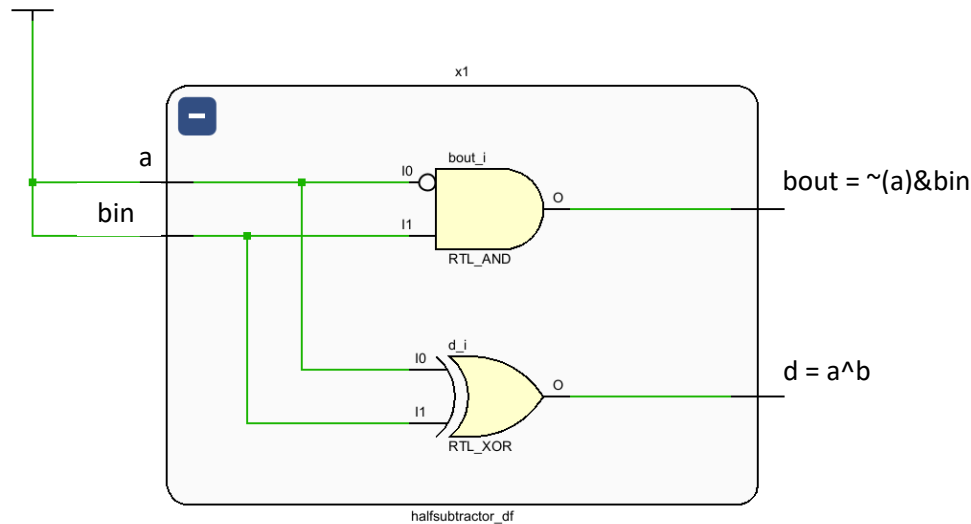 x1
a
bout_i
I0
O
bout = ~(a)&bin
bin
I1
RTL_AND
d_i
I0
O
d = a^b
I1
RTL_XOR
halfsubtractor_df